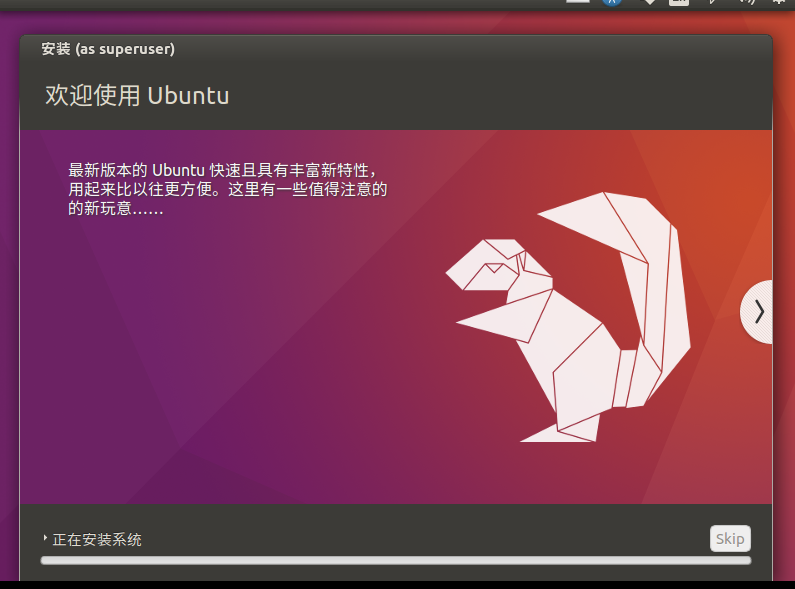 安装 (as superuser)
欢迎使用 Ubuntu
最新版本的 Ubuntu 快速且具有丰富新特性，
用起来比以往更方便。这里有一些值得注意的
的新玩意……
正在安装系统
Skip